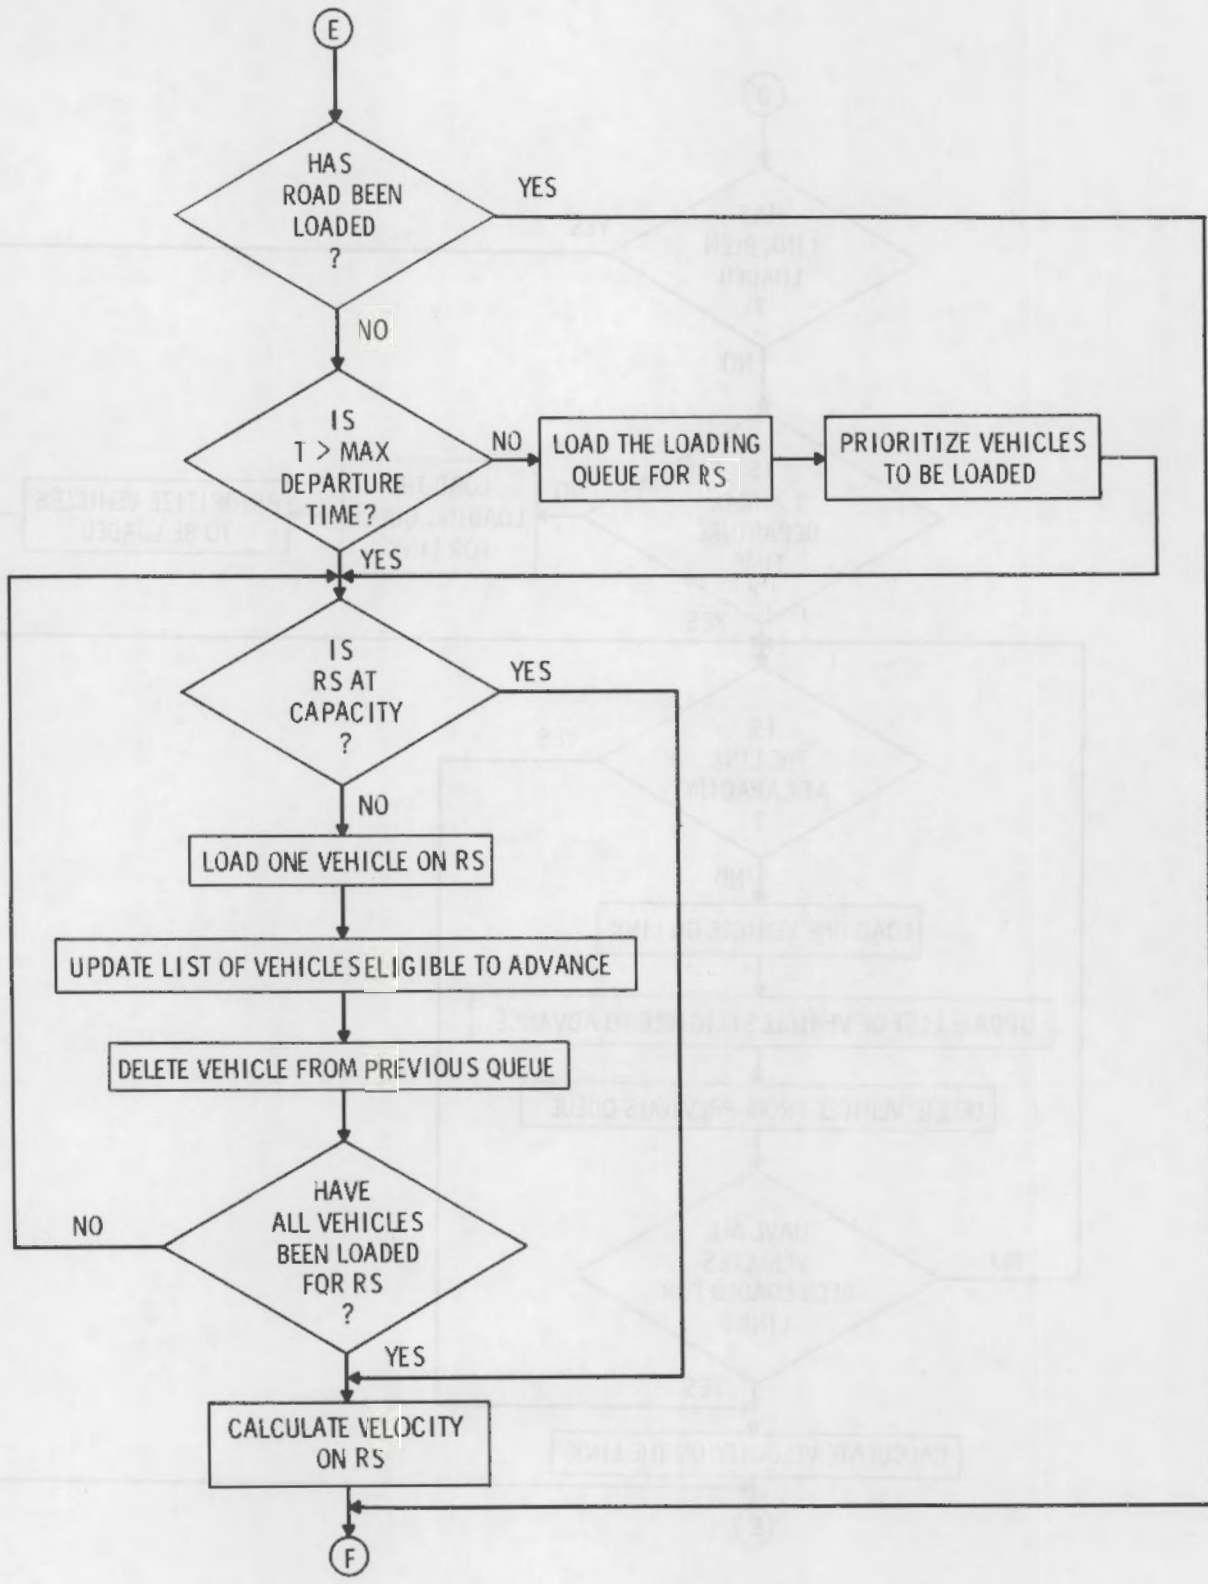 E
HAS
ROAD BEEN
LOADED
?
YES
NO
IS
T > MAX
DEPARTURE
TIME?
NO
LOAD THE LOADING
QUEUE FOR RS
PRIORITIZE VEHICLES
TO BE LOADED
YES
IS
RS AT
CAPACITY
?
YES
NO
LOAD ONE VEHICLE ON RS
UPDATE LIST OF VEHICLES ELIGIBLE TO ADVANCE
DELETE VEHICLE FROM PREVIOUS QUEUE
HAVE
ALL VEHICLES
BEEN LOADED
FOR RS
?
NO
YES
CALCULATE VELOCITY
ON RS
F